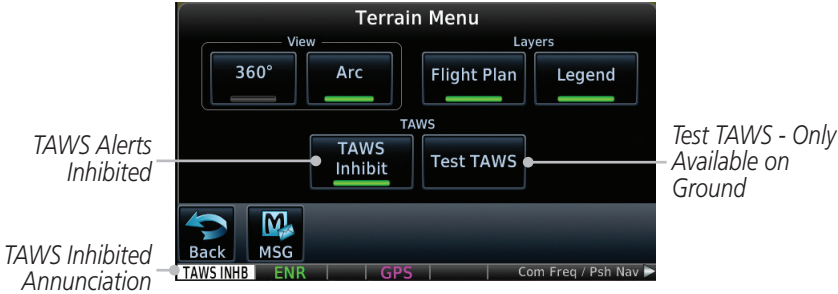 Terrain Menu
View
Layers
360°
Arc
Flight Plan
Legend
TAWS
TAWS Alerts
Inhibited
TAWS
Inhibit
Test TAWS
Test TAWS - Only
Available on
Ground
Back
MSG
TAWS Inhibited
Annunciation
TAWS INHB
ENR
GPS
Com Freq / Psh Nav